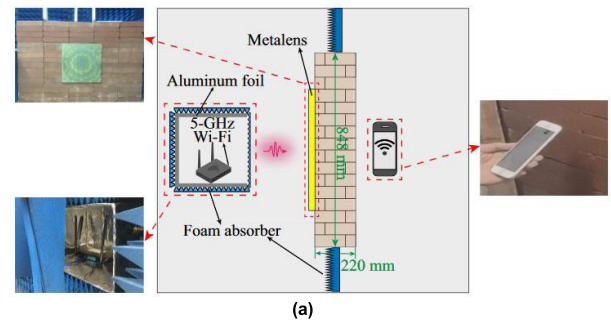 Metalens
Aluminum foil
5-GHz
Wi-Fi
848 mm
Foam absorber
220 mm
(a)